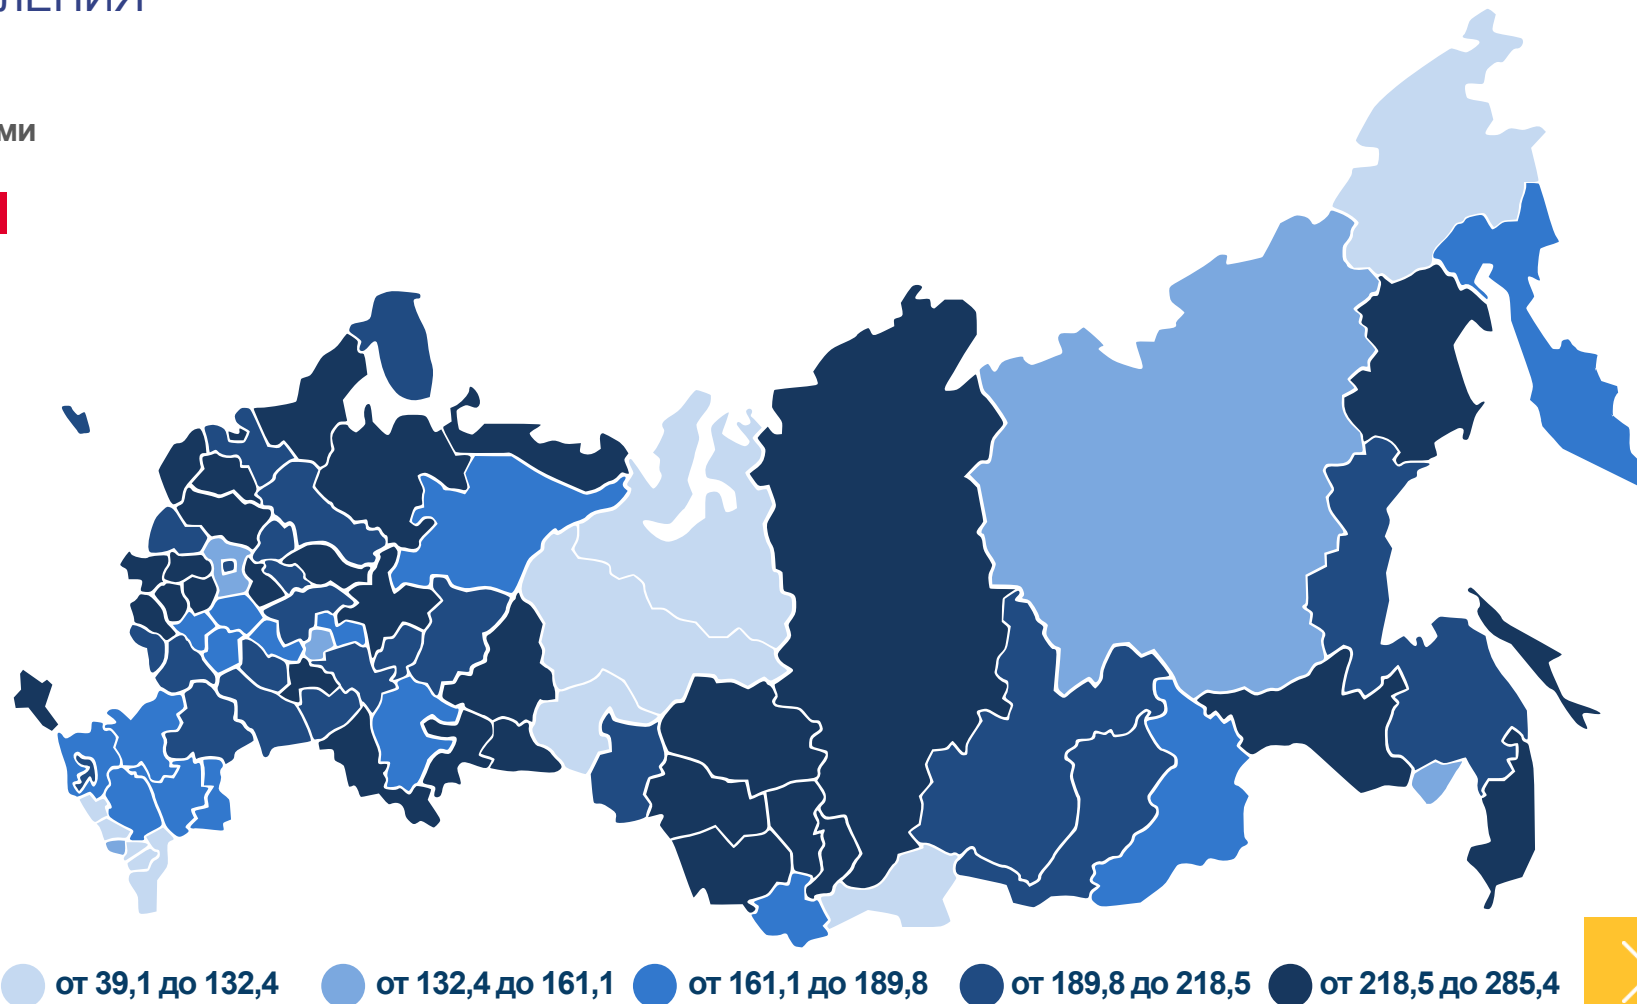 ЛЕНИЯ
ми
от 39,1 до 132,4
от 132,4 до 161,1
от 161,1 до 189,8
от 189,8 до 218,5
от 218,5 до 285,4